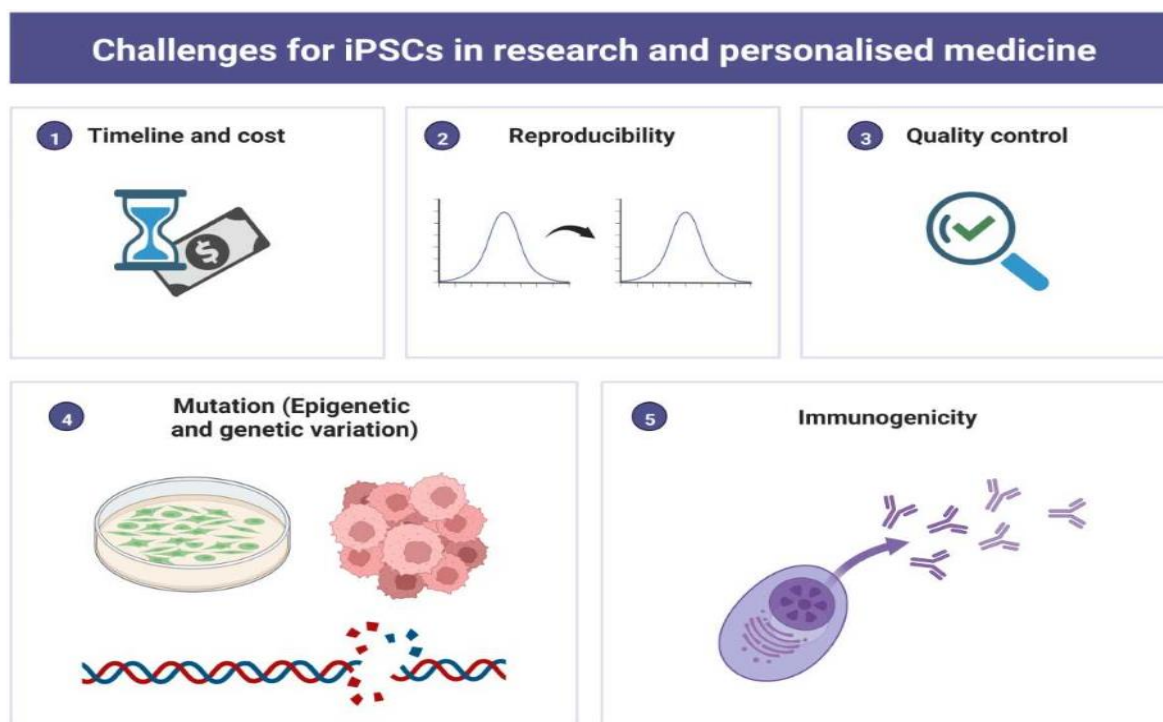 Challenges for iPSCs in research and personalised medicine
1 Timeline and cost
2 Reproducibility
3 Quality control
4 Mutation (Epigenetic
and genetic variation)
5 Immunogenicity
$